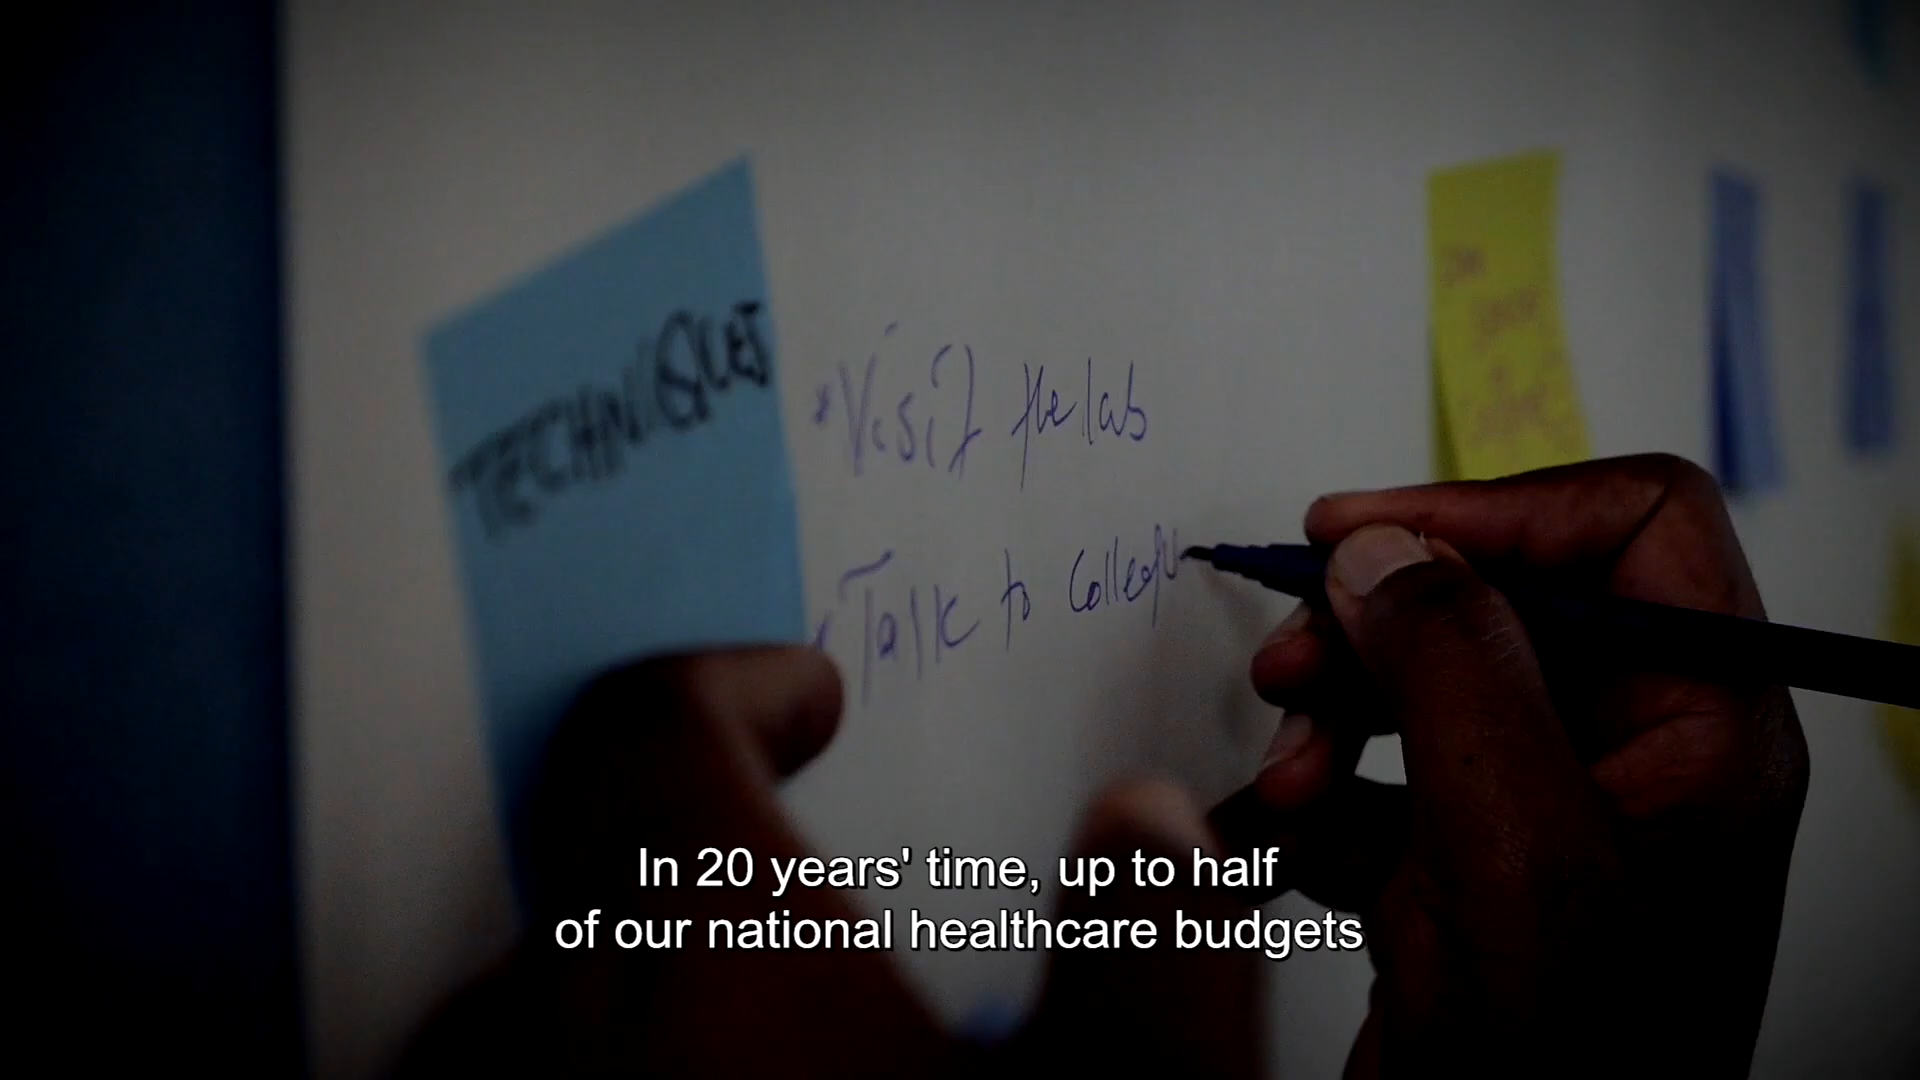 TECHNIQUES
*Visit the lab
*Talk to Colleagu
In 20 years' time, up to half
of our national healthcare budgets